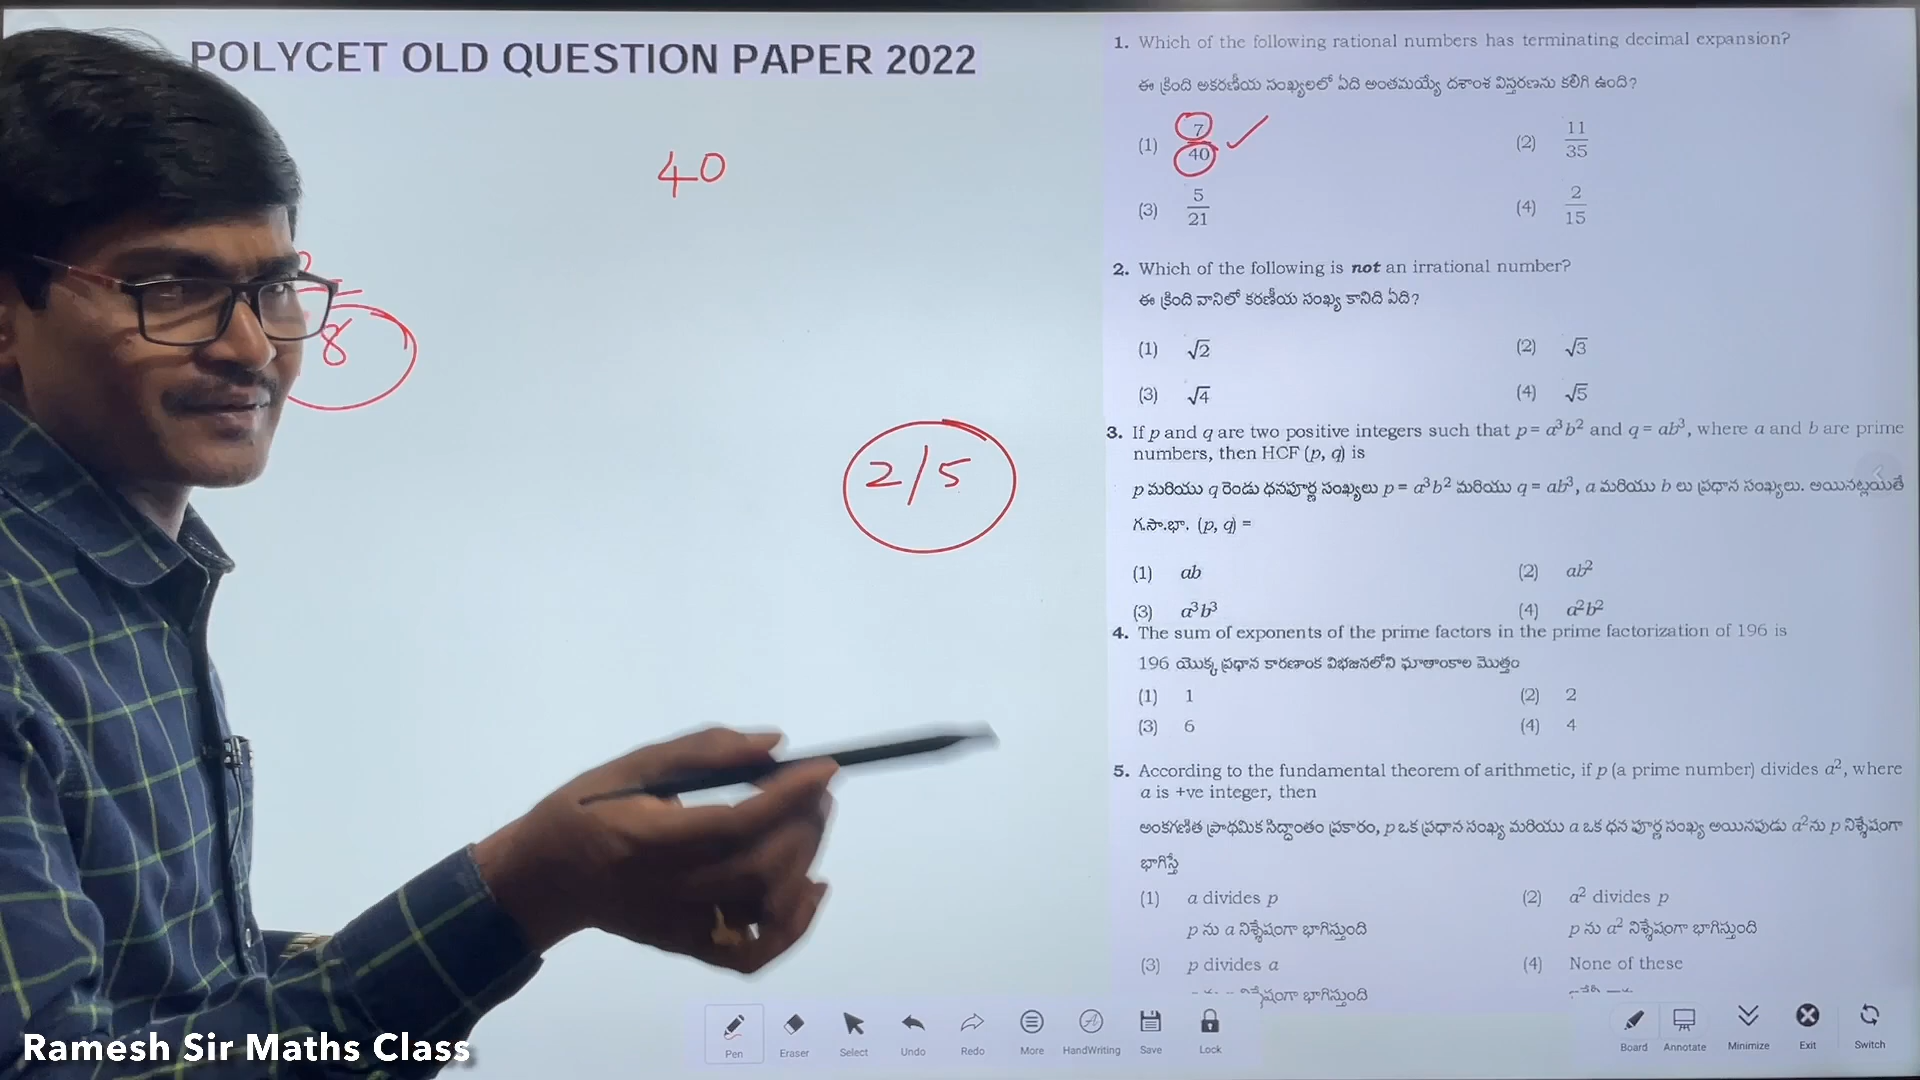 POLYCET OLD QUESTION PAPER 2022
40
8
2/5
1. Which of the following rational numbers has terminating decimal expansion?
ఈ క్రింది అకరణీయ సంఖ్యలలో ఏది అంతమయ్యే దశాంశ విస్తరణను కలిగి ఉంది?
(1) 7/40 (2) 11/35
(3) 5/21 (4) 2/15
2. Which of the following is not an irrational number?
ఈ క్రింది వానిలో కరణీయ సంఖ్య కానిది ఏది?
(1) √2 (2) √3
(3) √4 (4) √5
3. If p and q are two positive integers such that p = a³b² and q = ab³, where a and b are prime
numbers, then HCF (p, q) is
p మరియు q రెండు ధనపూర్ణ సంఖ్యలు p = a³b² మరియు q = ab³, a మరియు b లు ప్రధాన సంఖ్యలు. అయినట్లయితే
గ.సా.భా. (p, q) =
(1) ab (2) ab²
(3) a³b³ (4) a²b²
4. The sum of exponents of the prime factors in the prime factorization of 196 is
196 యొక్క ప్రధాన కారణాంక విభజనలోని ఘాతాంకాల మొత్తం
(1) 1 (2) 2
(3) 6 (4) 4
5. According to the fundamental theorem of arithmetic, if p (a prime number) divides a², where
a is +ve integer, then
అంకగణిత ప్రాథమిక సిద్ధాంతం ప్రకారం, p ఒక ప్రధాన సంఖ్య మరియు a ఒక ధన పూర్ణ సంఖ్య అయినపుడు a²ను p నిశ్శేషంగా
భాగిస్తే
(1) a divides p (2) a² divides p
p ను a నిశ్శేషంగా భాగిస్తుంది p ను a² నిశ్శేషంగా భాగిస్తుంది
(3) p divides a (4) None of these
నిశ్శేషంగా భాగిస్తుంది
Pen Eraser Select Undo Redo More HandWriting Save Lock Board Annotate Minimize Exit Switch
Ramesh Sir Maths Class